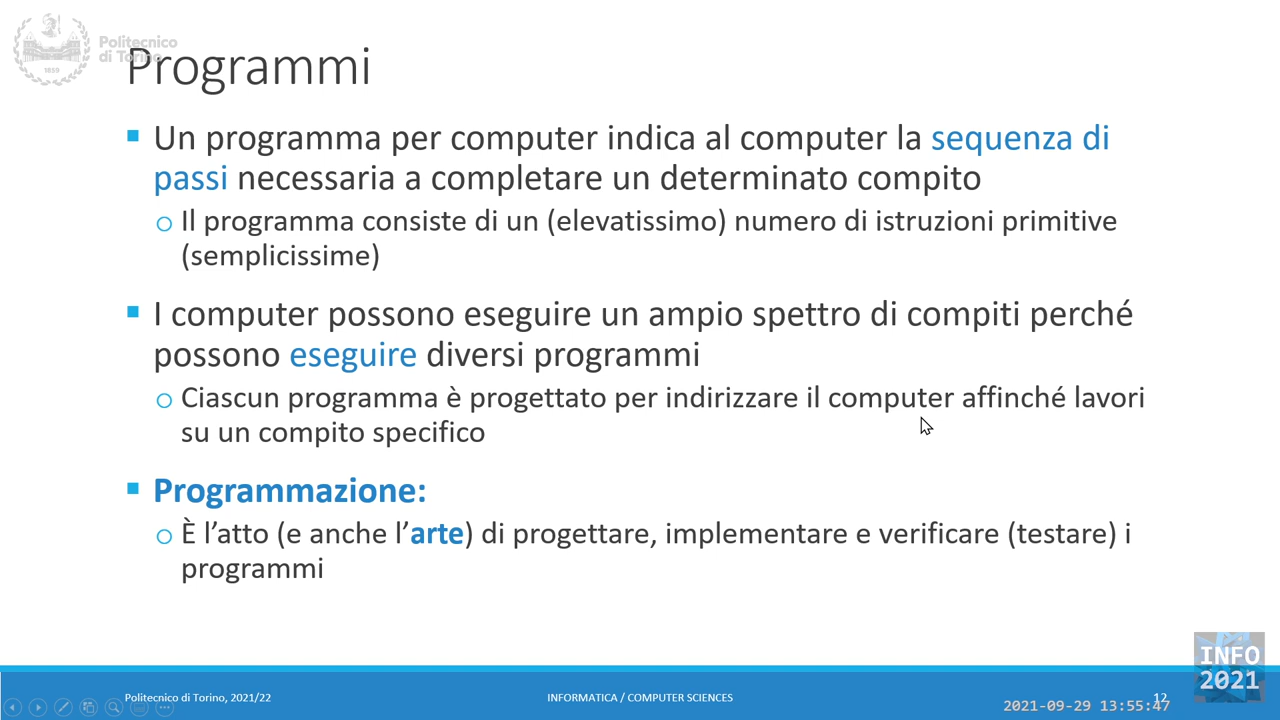 Politecnico
di Torino
1859
Programmi
Un programma per computer indica al computer la sequenza di
passi necessaria a completare un determinato compito
Il programma consiste di un (elevatissimo) numero di istruzioni primitive
(semplicissime)
I computer possono eseguire un ampio spettro di compiti perché
possono eseguire diversi programmi
Ciascun programma è progettato per indirizzare il computer affinché lavori
su un compito specifico
Programmazione:
È l’atto (e anche l’arte) di progettare, implementare e verificare (testare) i
programmi
INFO
2021
Politecnico di Torino, 2021/22
INFORMATICA / COMPUTER SCIENCES
12
2021-09-29 13:55:47